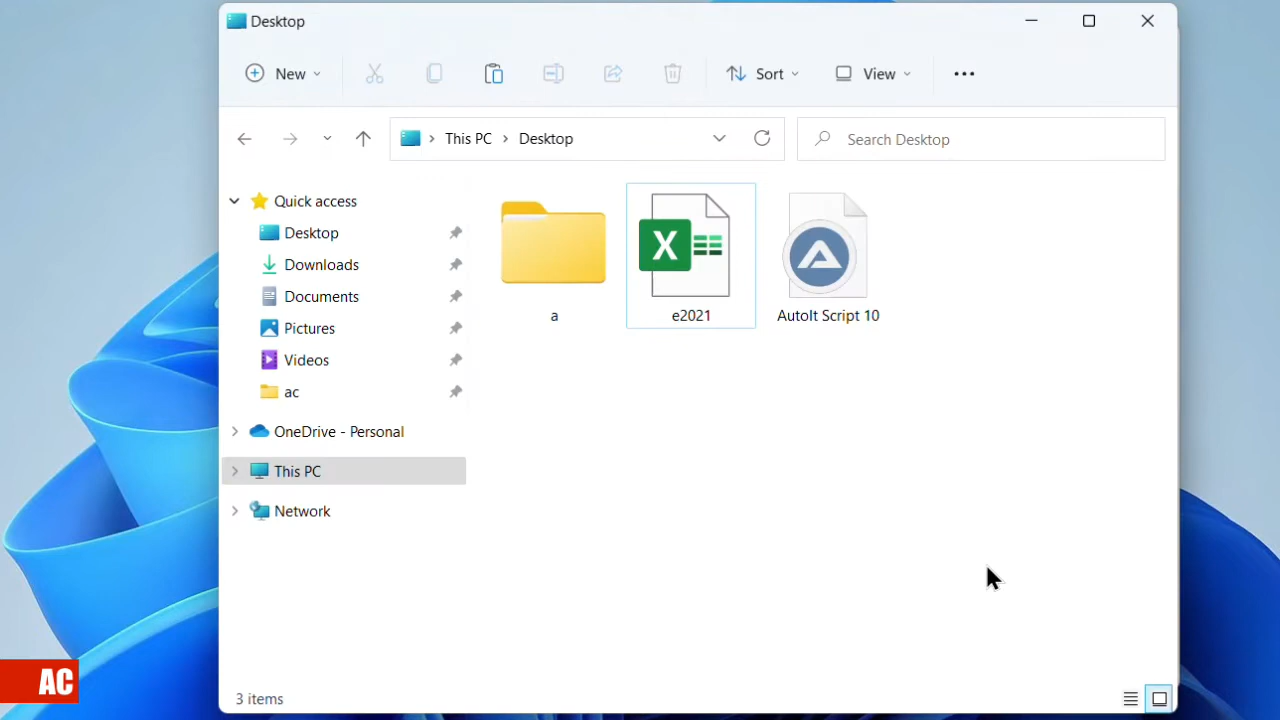 Desktop
New
Sort
View
This PC
Desktop
Search Desktop
Quick access
Desktop
Downloads
Documents
Pictures
Videos
ac
OneDrive - Personal
This PC
Network
X
a
e2021
AutoIt Script 10
3 items
AC